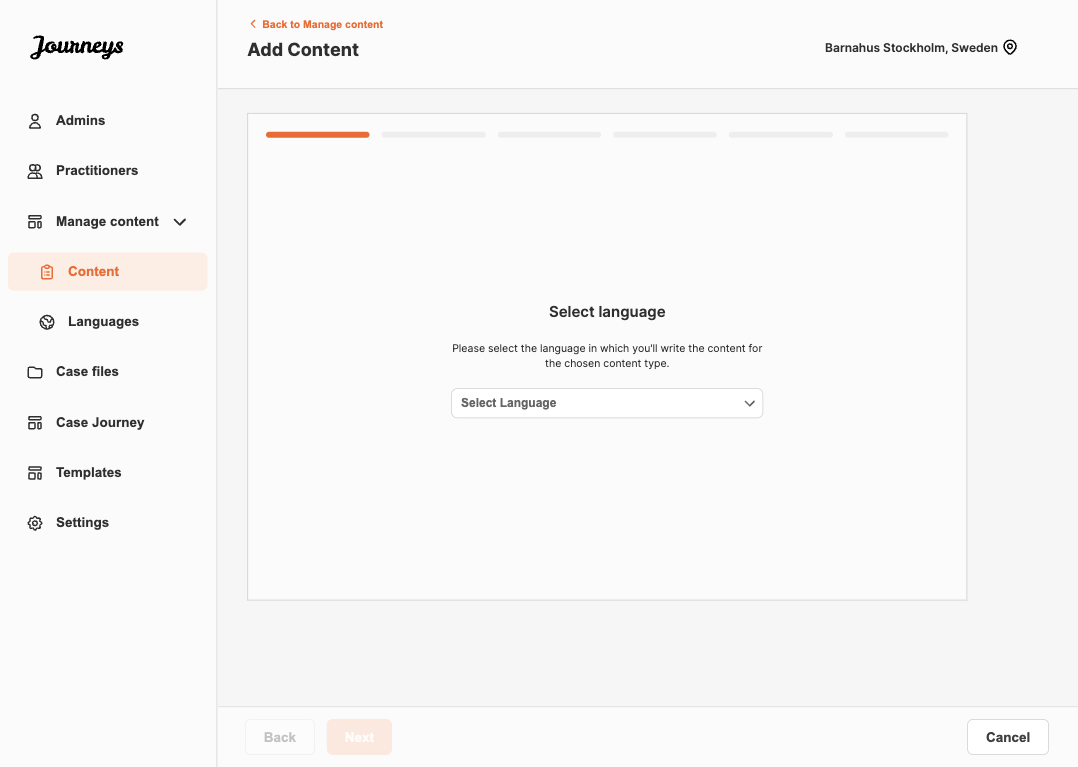 Journeys
Admins
Practitioners
Manage content
Content
Languages
Case files
Case Journey
Templates
Settings
Back to Manage content
Add Content
Barnahus Stockholm, Sweden
Select language
Please select the language in which you'll write the content for
the chosen content type.
Select Language
Back
Next
Cancel